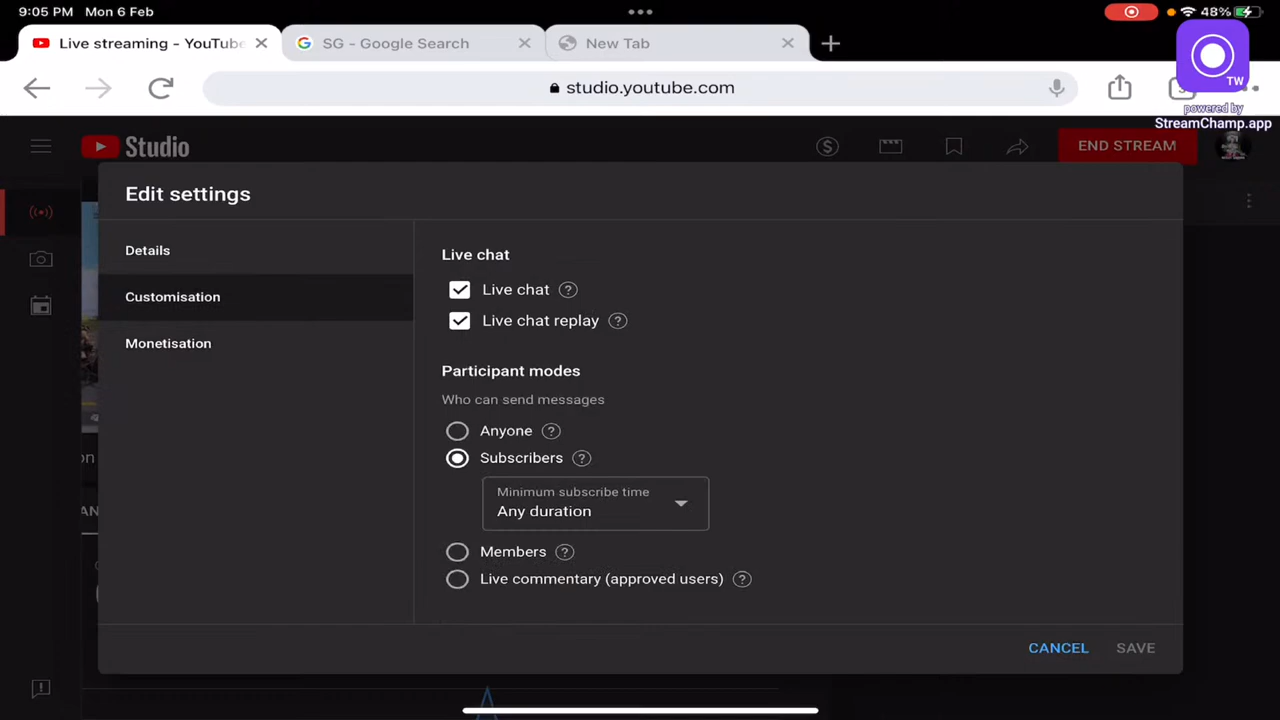 9:05 PM Mon 6 Feb
48%
Live streaming - YouTube
SG - Google Search
New Tab
studio.youtube.com
TW
powered by
StreamChamp.app
Studio
$
END STREAM
Edit settings
Details
Customisation
Monetisation
Live chat
Live chat ?
Live chat replay ?
Participant modes
Who can send messages
Anyone ?
Subscribers ?
Minimum subscribe time
Any duration
Members ?
Live commentary (approved users) ?
CANCEL
SAVE
on
AN